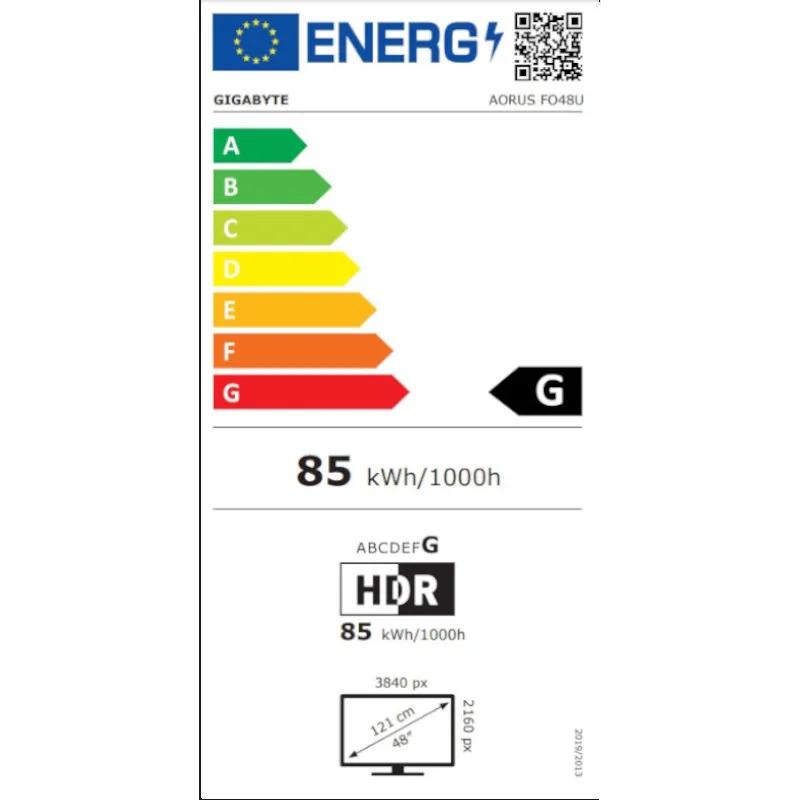 ENERG
GIGABYTE AORUS FO48U
A
B
C
D
E
F
G
G
85 kWh/1000h
ABCDEFG
HDR
85 kWh/1000h
3840 px
2160 px
121 cm
48"
2019/2013